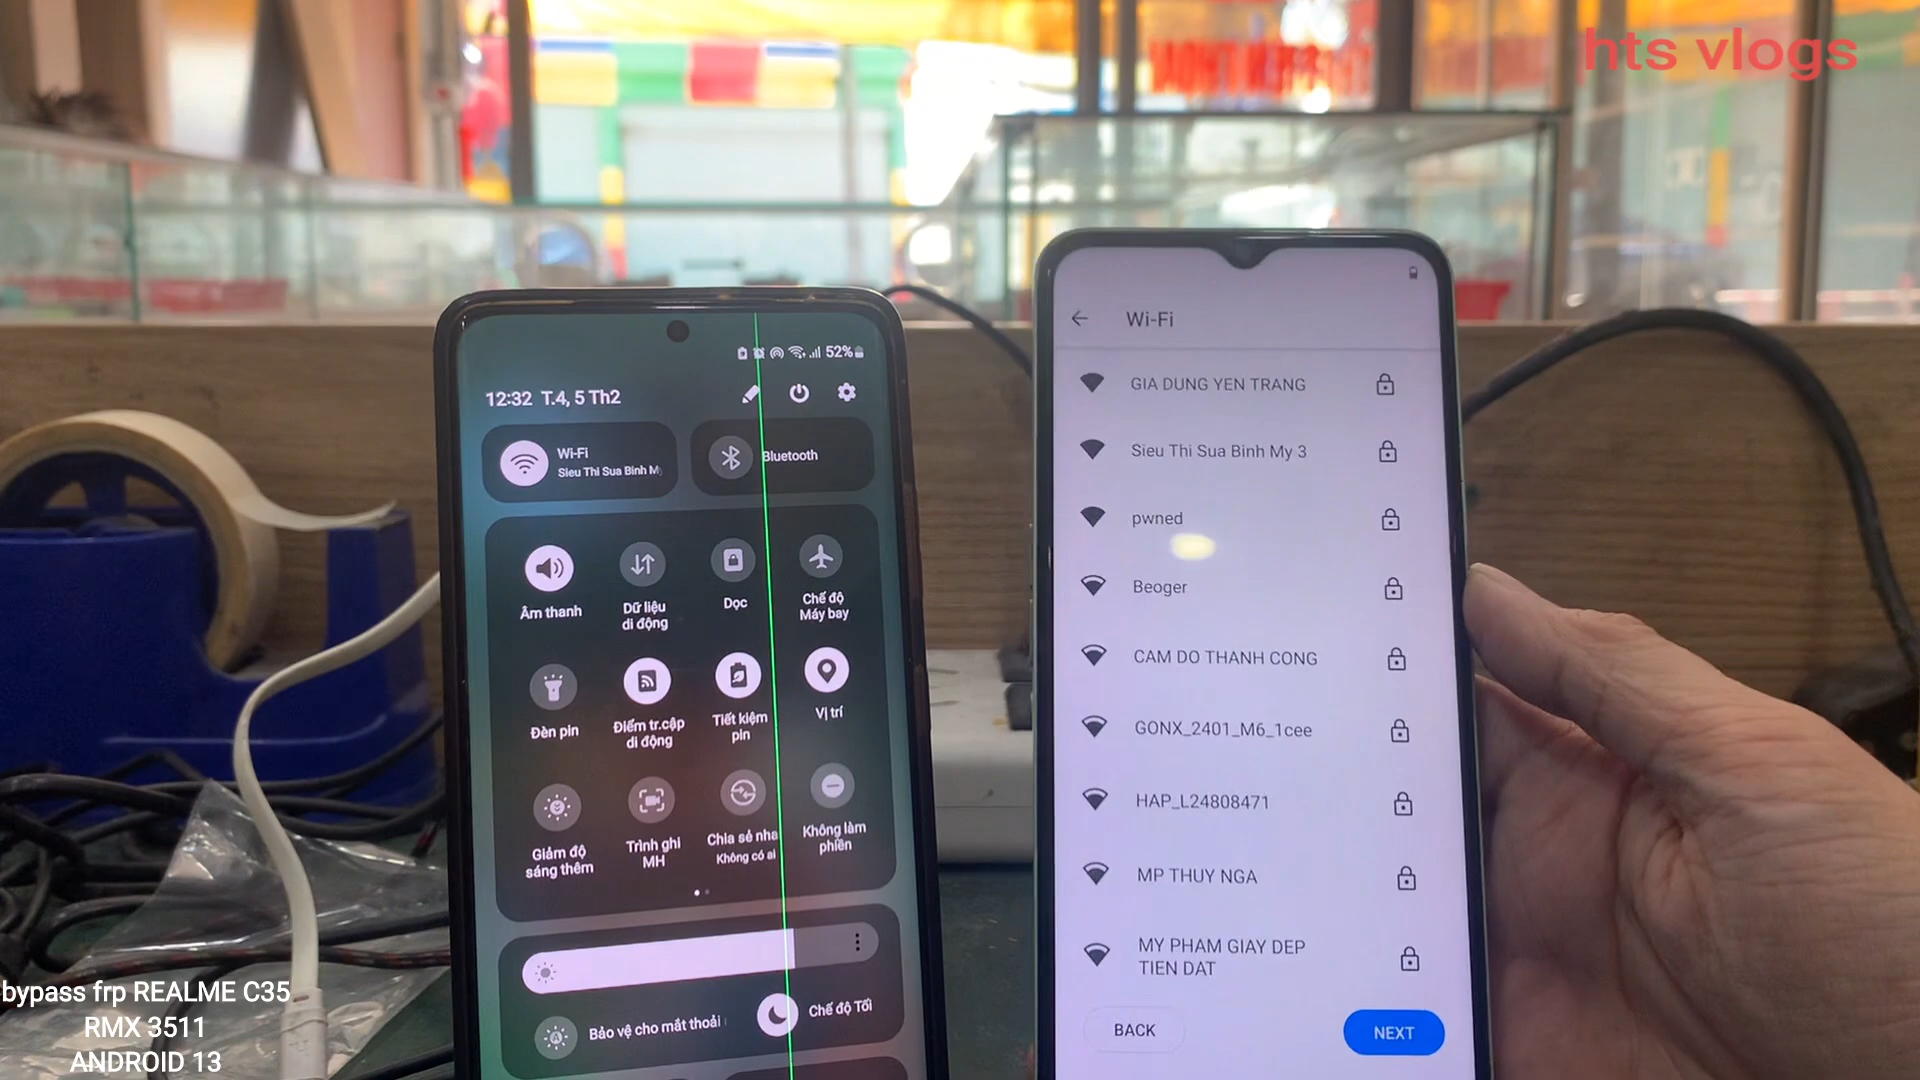 hts vlogs
12:32 T.4, 5 Th2
52%
Wi-Fi
Sieu Thi Sua Binh M
Bluetooth
Âm thanh
Dữ liệu
di động
Dọc
Chế độ
Máy bay
Đèn pin
Điểm tr.cập
di động
Tiết kiệm
pin
Vị trí
Giảm độ
sáng thêm
Trình ghi
MH
Chia sẻ nha
Không có ai
Không làm
phiền
Bảo vệ cho mắt thoải
Chế độ Tối
Wi-Fi
GIA DUNG YEN TRANG
Sieu Thi Sua Binh My 3
pwned
Beoger
CAM DO THANH CONG
GONX_2401_M6_1cee
HAP_L24808471
MP THUY NGA
MY PHAM GIAY DEP
TIEN DAT
BACK
NEXT
bypass frp REALME C35
RMX 3511
ANDROID 13